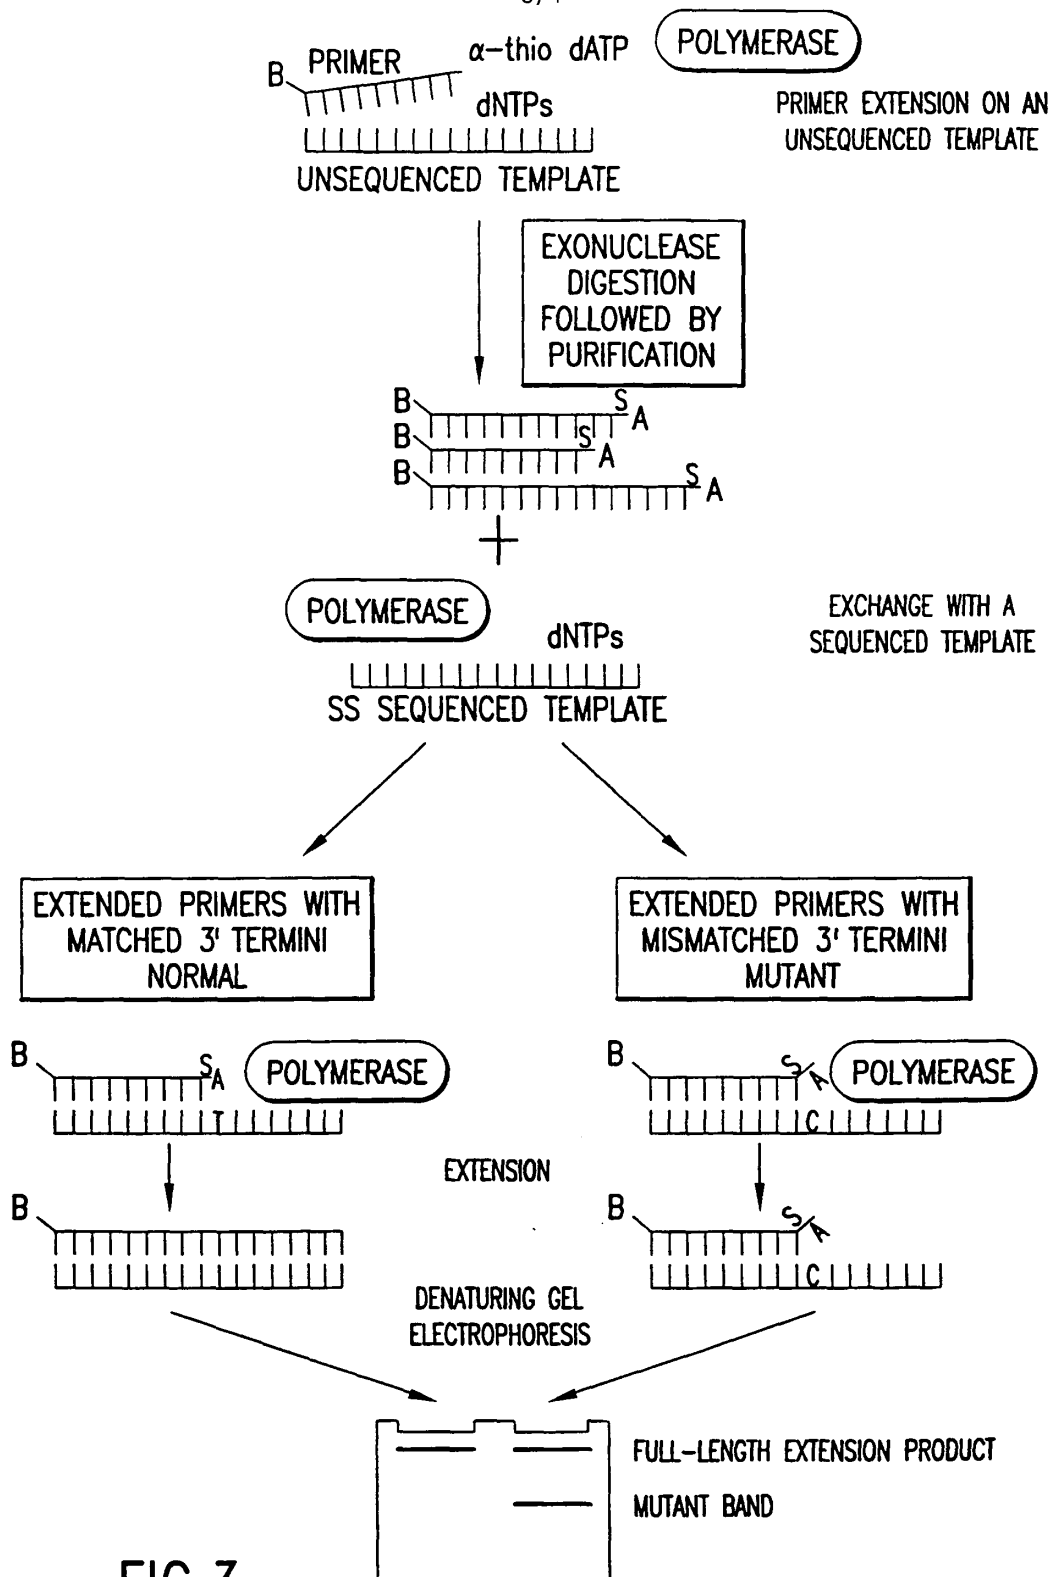 B PRIMER α-thio dATP POLYMERASE
dNTPs
PRIMER EXTENSION ON AN
UNSEQUENCED TEMPLATE
UNSEQUENCED TEMPLATE
EXONUCLEASE
DIGESTION
FOLLOWED BY
PURIFICATION
B S A
B S A
B S A
+
POLYMERASE
dNTPs
EXCHANGE WITH A
SEQUENCED TEMPLATE
SS SEQUENCED TEMPLATE
EXTENDED PRIMERS WITH
MATCHED 3' TERMINI
NORMAL
EXTENDED PRIMERS WITH
MISMATCHED 3' TERMINI
MUTANT
B S A POLYMERASE
T
B S A POLYMERASE
C
EXTENSION
B
B S A
C
DENATURING GEL
ELECTROPHORESIS
FULL-LENGTH EXTENSION PRODUCT
MUTANT BAND